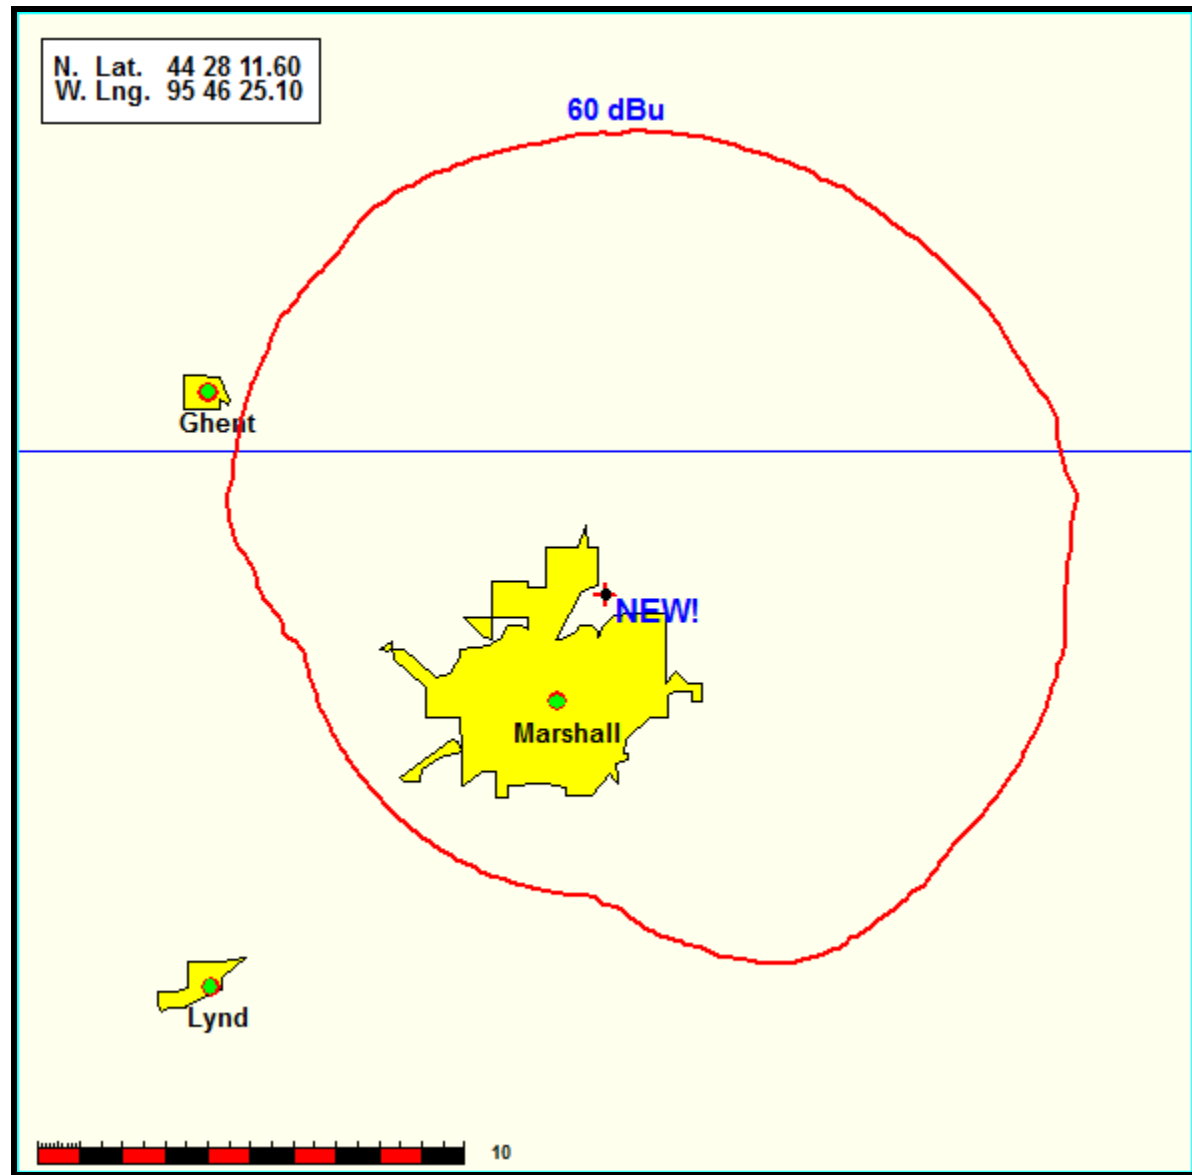 N. Lat. 44 28 11.60
W. Lng. 95 46 25.10
60 dBu
Ghent
NEW!
Marshall
Lynd
10